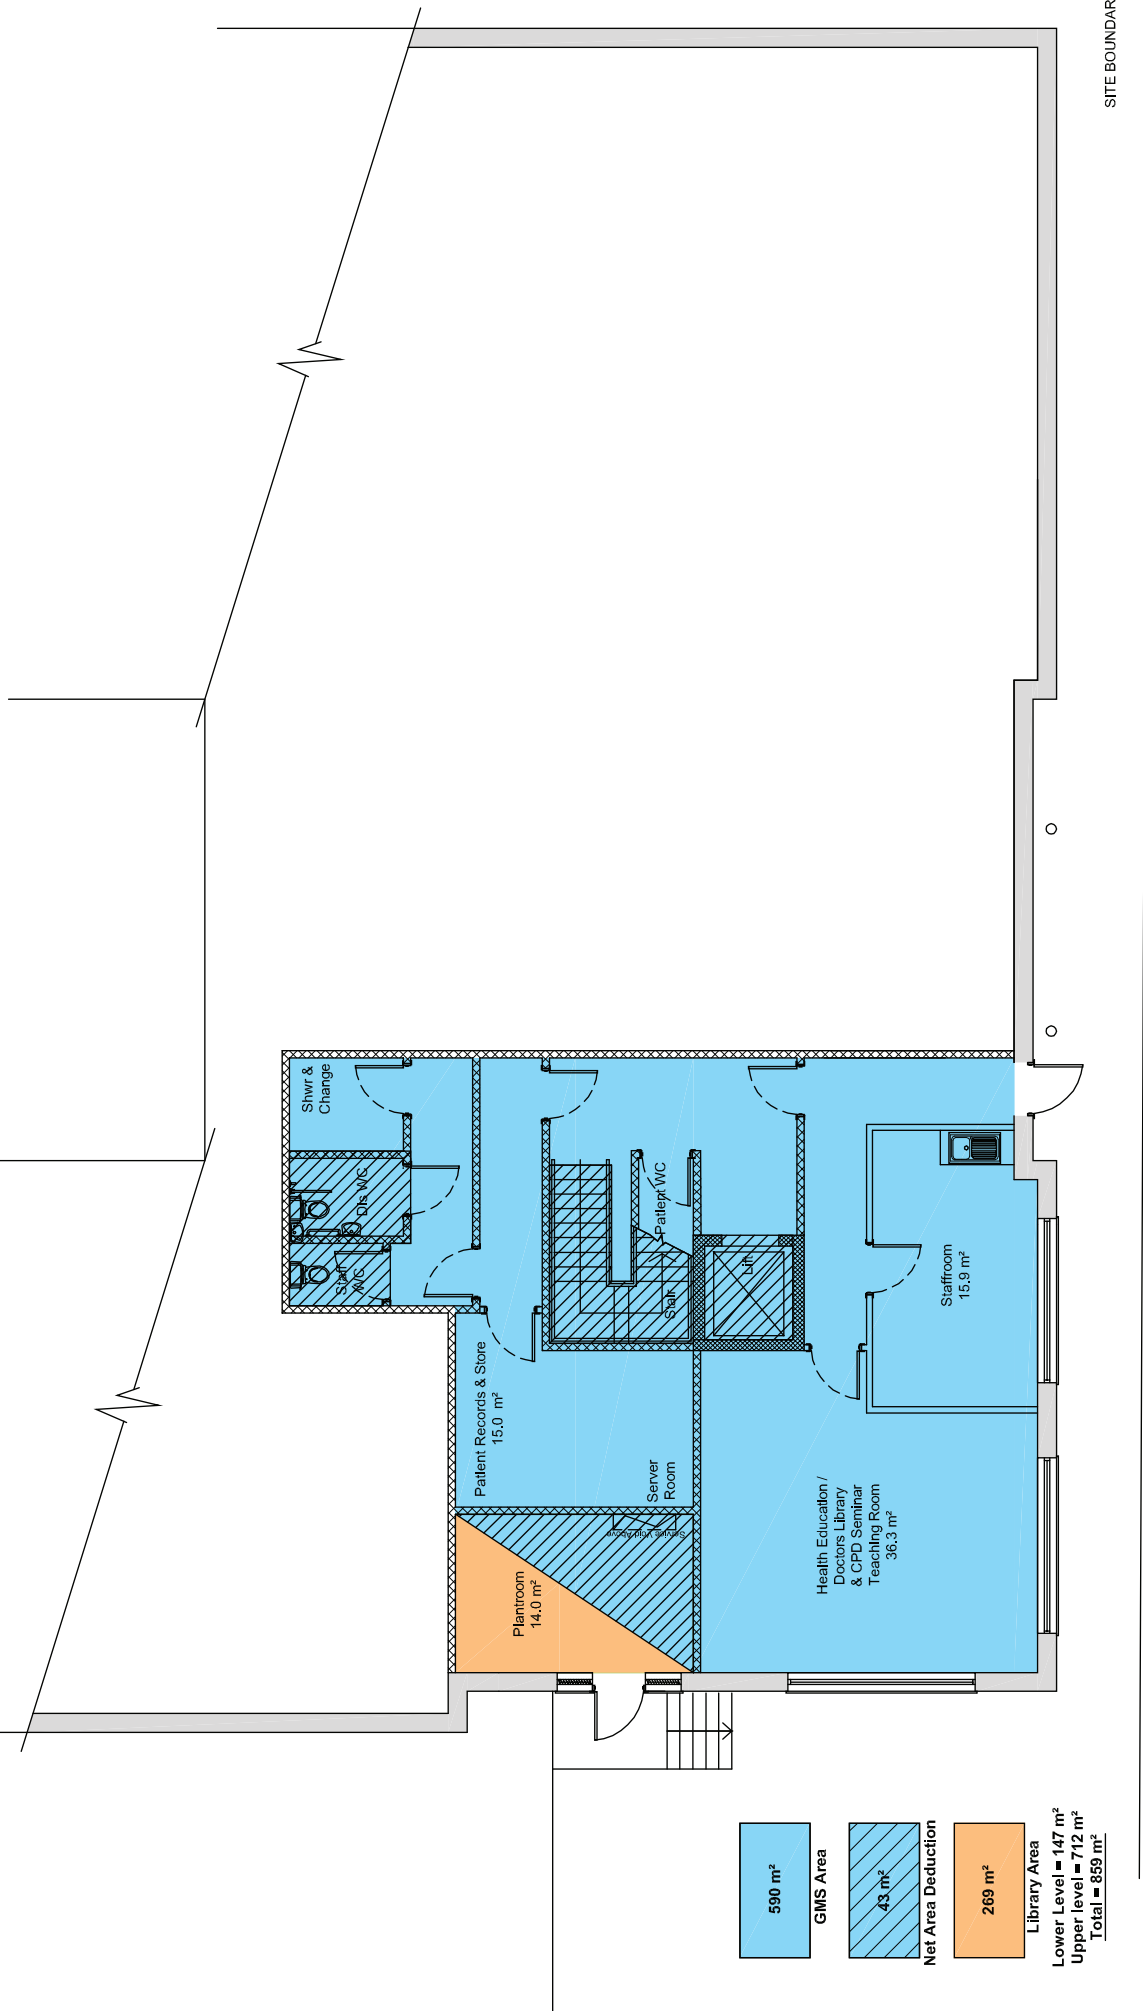 SITE BOUNDAR
Shwr &
Change
Dis WC
Staff
WC
Patient WC
Stair
Lift
Patient Records & Store
15.0 m²
Server
Room
Service Void Above
Plantroom
14.0 m²
Staffroom
15.9 m²
Health Education /
Doctors Library
& CPD Seminar
Teaching Room
36.3 m²
590 m²
GMS Area
43 m²
Net Area Deduction
269 m²
Library Area
Lower Level = 147 m²
Upper level = 712 m²
Total = 859 m²